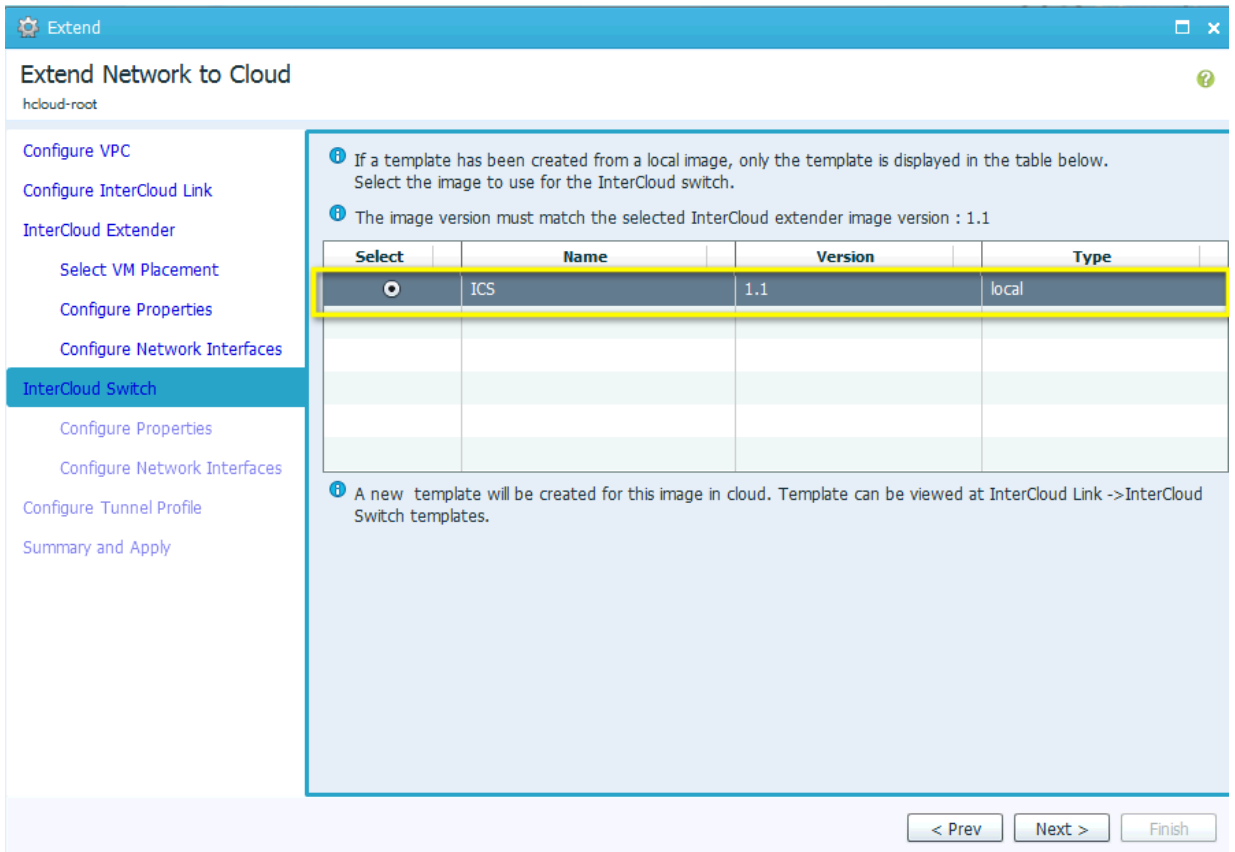 Extend
Extend Network to Cloud
hcloud-root
Configure VPC
Configure InterCloud Link
InterCloud Extender
Select VM Placement
Configure Properties
Configure Network Interfaces
InterCloud Switch
Configure Properties
Configure Network Interfaces
Configure Tunnel Profile
Summary and Apply
If a template has been created from a local image, only the template is displayed in the table below.
Select the image to use for the InterCloud switch.
The image version must match the selected InterCloud extender image version : 1.1
Select Name Version Type
ICS 1.1 local
A new template will be created for this image in cloud. Template can be viewed at InterCloud Link ->InterCloud
Switch templates.
< Prev Next > Finish